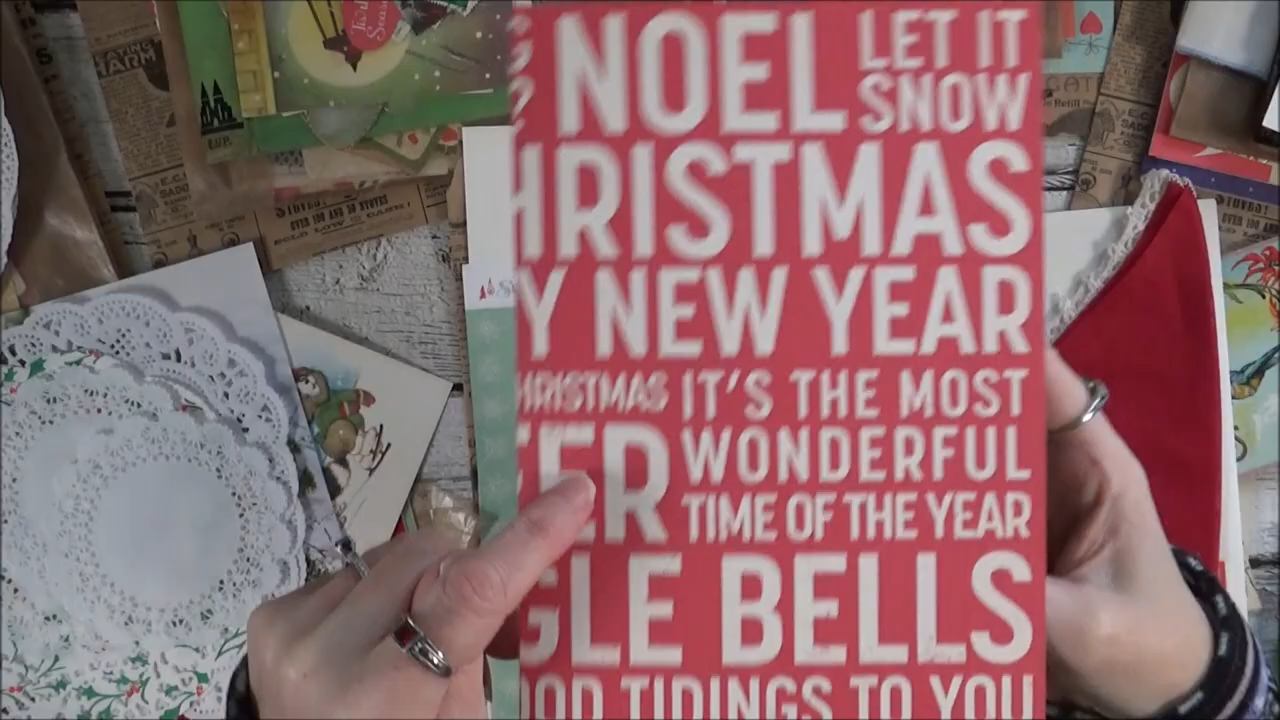 NOEL LET IT
SNOW
HRISTMAS
Y NEW YEAR
HRISTMAS IT'S THE MOST
ER WONDERFUL
TIME OF THE YEAR
GLE BELLS
OOD TIDINGS TO YOU